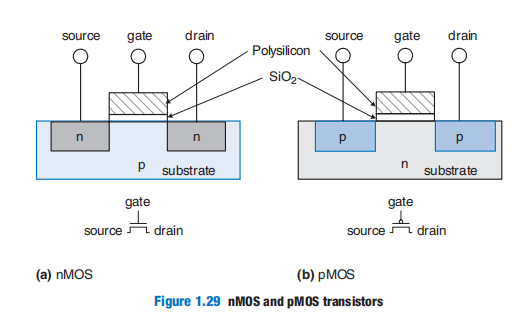 source gate drain
source gate drain
Polysilicon
SiO2
n
n
p substrate
p
p
n substrate
gate
source drain
gate
source drain
(a) nMOS
(b) pMOS
Figure 1.29 nMOS and pMOS transistors